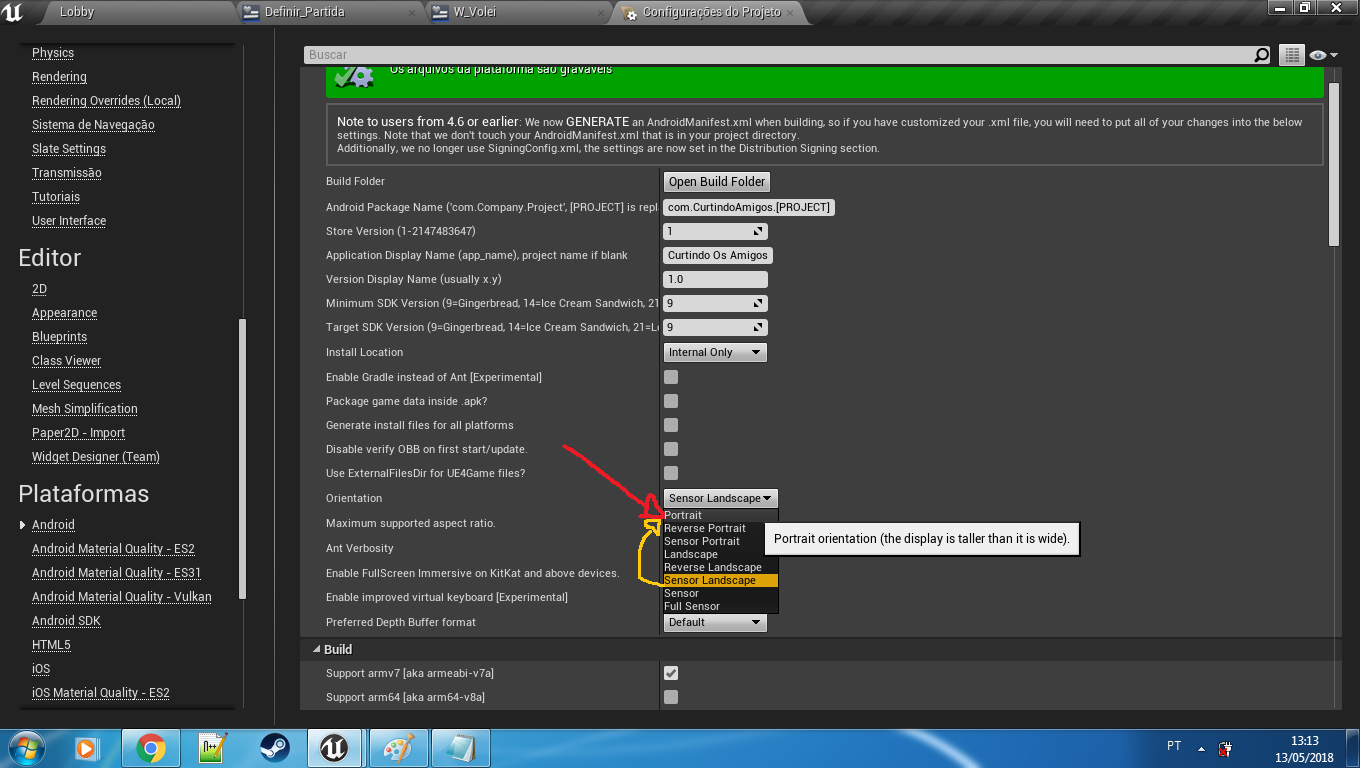 Lobby
Definir_Partida
W_Volei
Configurações do Projeto
Physics
Rendering
Rendering Overrides (Local)
Sistema de Navegação
Slate Settings
Transmissão
Tutoriais
User Interface
Editor
2D
Appearance
Blueprints
Class Viewer
Level Sequences
Mesh Simplification
Paper2D - Import
Widget Designer (Team)
Plataformas
Android
Android Material Quality - ES2
Android Material Quality - ES31
Android Material Quality - Vulkan
Android SDK
HTML5
iOS
iOS Material Quality - ES2
Buscar
Os arquivos da plataforma são graváveis
Note to users from 4.6 or earlier: We now GENERATE an AndroidManifest.xml when building, so if you have customized your .xml file, you will need to put all of your changes into the below
settings. Note that we don't touch your AndroidManifest.xml that is in your project directory.
Additionally, we no longer use SigningConfig.xml, the settings are now set in the Distribution Signing section.
Build Folder
Open Build Folder
Android Package Name ('com.Company.Project', [PROJECT] is repl
com.CurtindoAmigos.[PROJECT]
Store Version (1-2147483647)
1
Application Display Name (app_name), project name if blank
Curtindo Os Amigos
Version Display Name (usually x.y)
1.0
Minimum SDK Version (9=Gingerbread, 14=Ice Cream Sandwich, 21
9
Target SDK Version (9=Gingerbread, 14=Ice Cream Sandwich, 21=L
9
Install Location
Internal Only
Enable Gradle instead of Ant [Experimental]
Package game data inside .apk?
Generate install files for all platforms
Disable verify OBB on first start/update.
Use ExternalFilesDir for UE4Game files?
Orientation
Sensor Landscape
Portrait
Reverse Portrait
Sensor Portrait
Landscape
Reverse Landscape
Sensor Landscape
Sensor
Full Sensor
Portrait orientation (the display is taller than it is wide).
Maximum supported aspect ratio.
Ant Verbosity
Enable FullScreen Immersive on KitKat and above devices.
Enable improved virtual keyboard [Experimental]
Preferred Depth Buffer format
Default
Build
Support armv7 [aka armeabi-v7a]
Support arm64 [aka arm64-v8a]
PT
13:13
13/05/2018